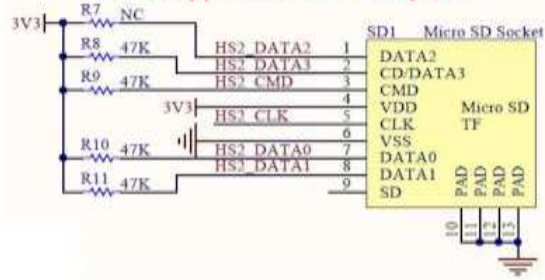 R7 NC
3V3
R8 47K
R9 47K
R10 47K
R11 47K
3V3
HS2_DATA2 1
HS2_DATA3 2
HS2_CMD 3
4
HS2_CLK 5
6
HS2_DATA0 7
HS2_DATA1 8
9
SD1 Micro SD Socket
DATA2
CD/DATA3
CMD
VDD
CLK
VSS
DATA0
DATA1
SD
Micro SD
TF
PAD PAD PAD PAD
10 11 12 13